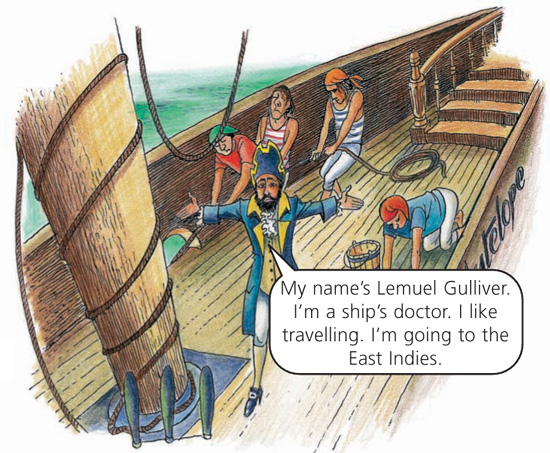 My name's Lemuel Gulliver.
I'm a ship's doctor. I like
travelling. I'm going to the
East Indies.